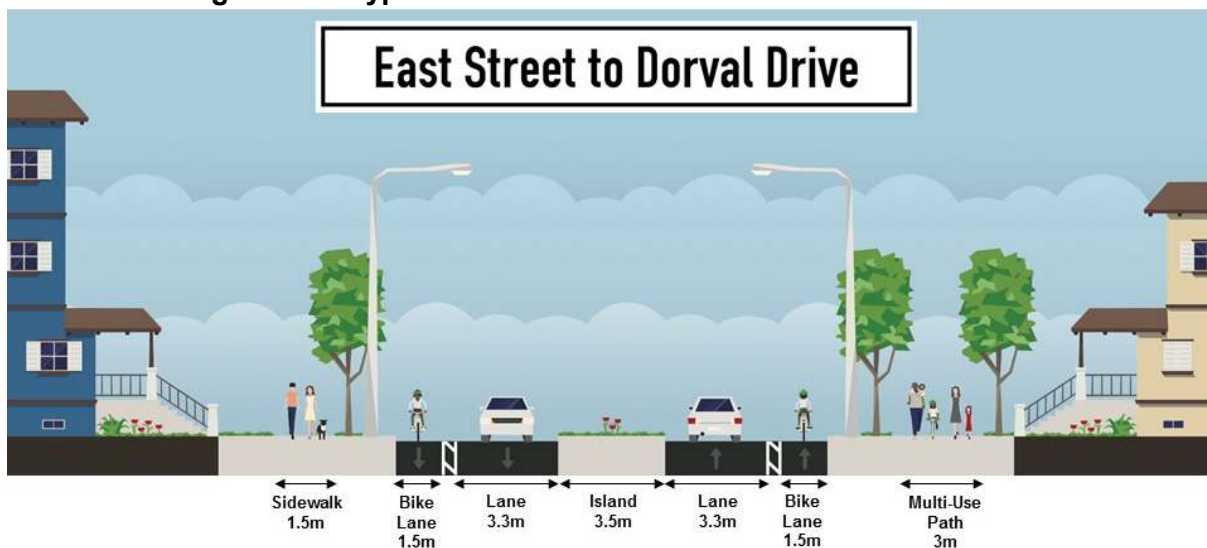 East Street to Dorval Drive
Sidewalk
1.5m
Bike
Lane
1.5m
Lane
3.3m
Island
3.5m
Lane
3.3m
Bike
Lane
1.5m
Multi-Use
Path
3m